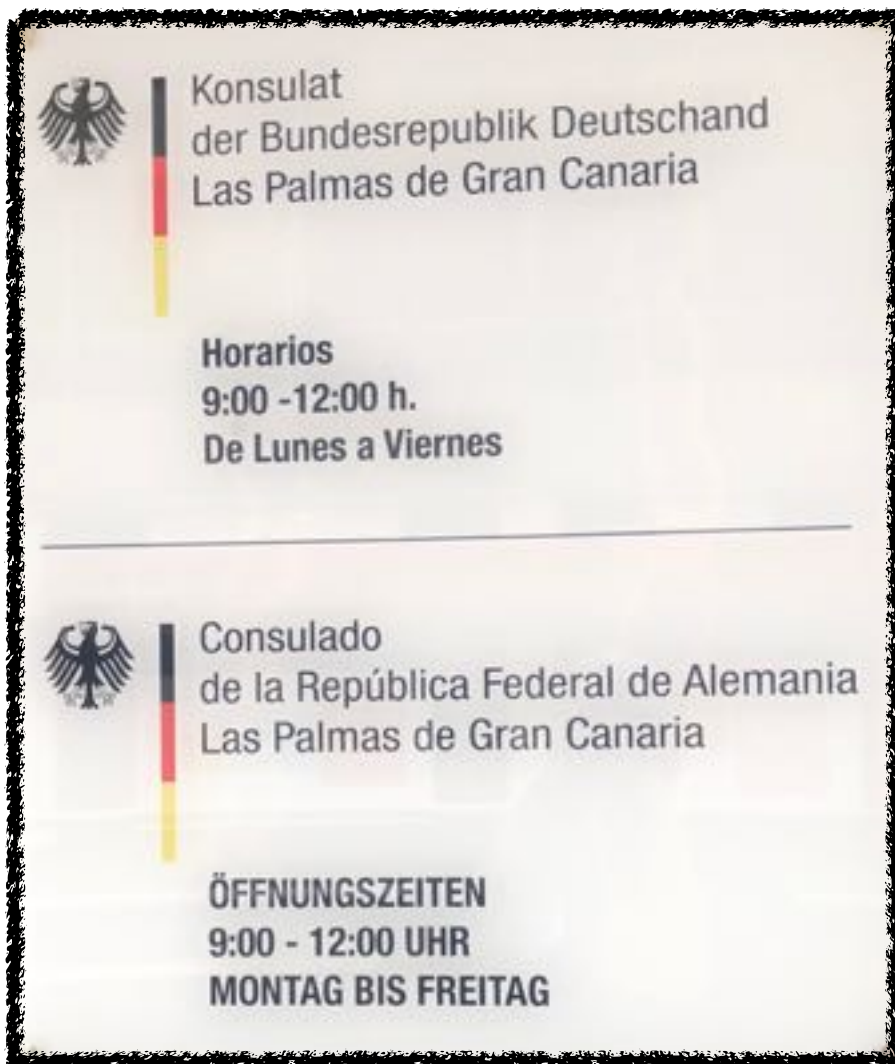 Konsulat
der Bundesrepublik Deutschand
Las Palmas de Gran Canaria
Horarios
9:00 -12:00 h.
De Lunes a Viernes
Consulado
de la República Federal de Alemania
Las Palmas de Gran Canaria
ÖFFNUNGSZEITEN
9:00 - 12:00 UHR
MONTAG BIS FREITAG